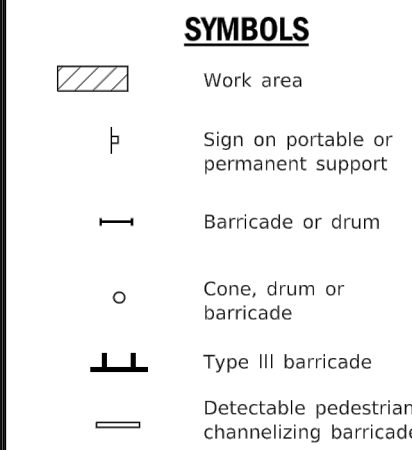 SYMBOLS
Work area
Sign on portable or
permanent support
Barricade or drum
Cone, drum or
barricade
Type III barricade
Detectable pedestrian
channelizing barricade